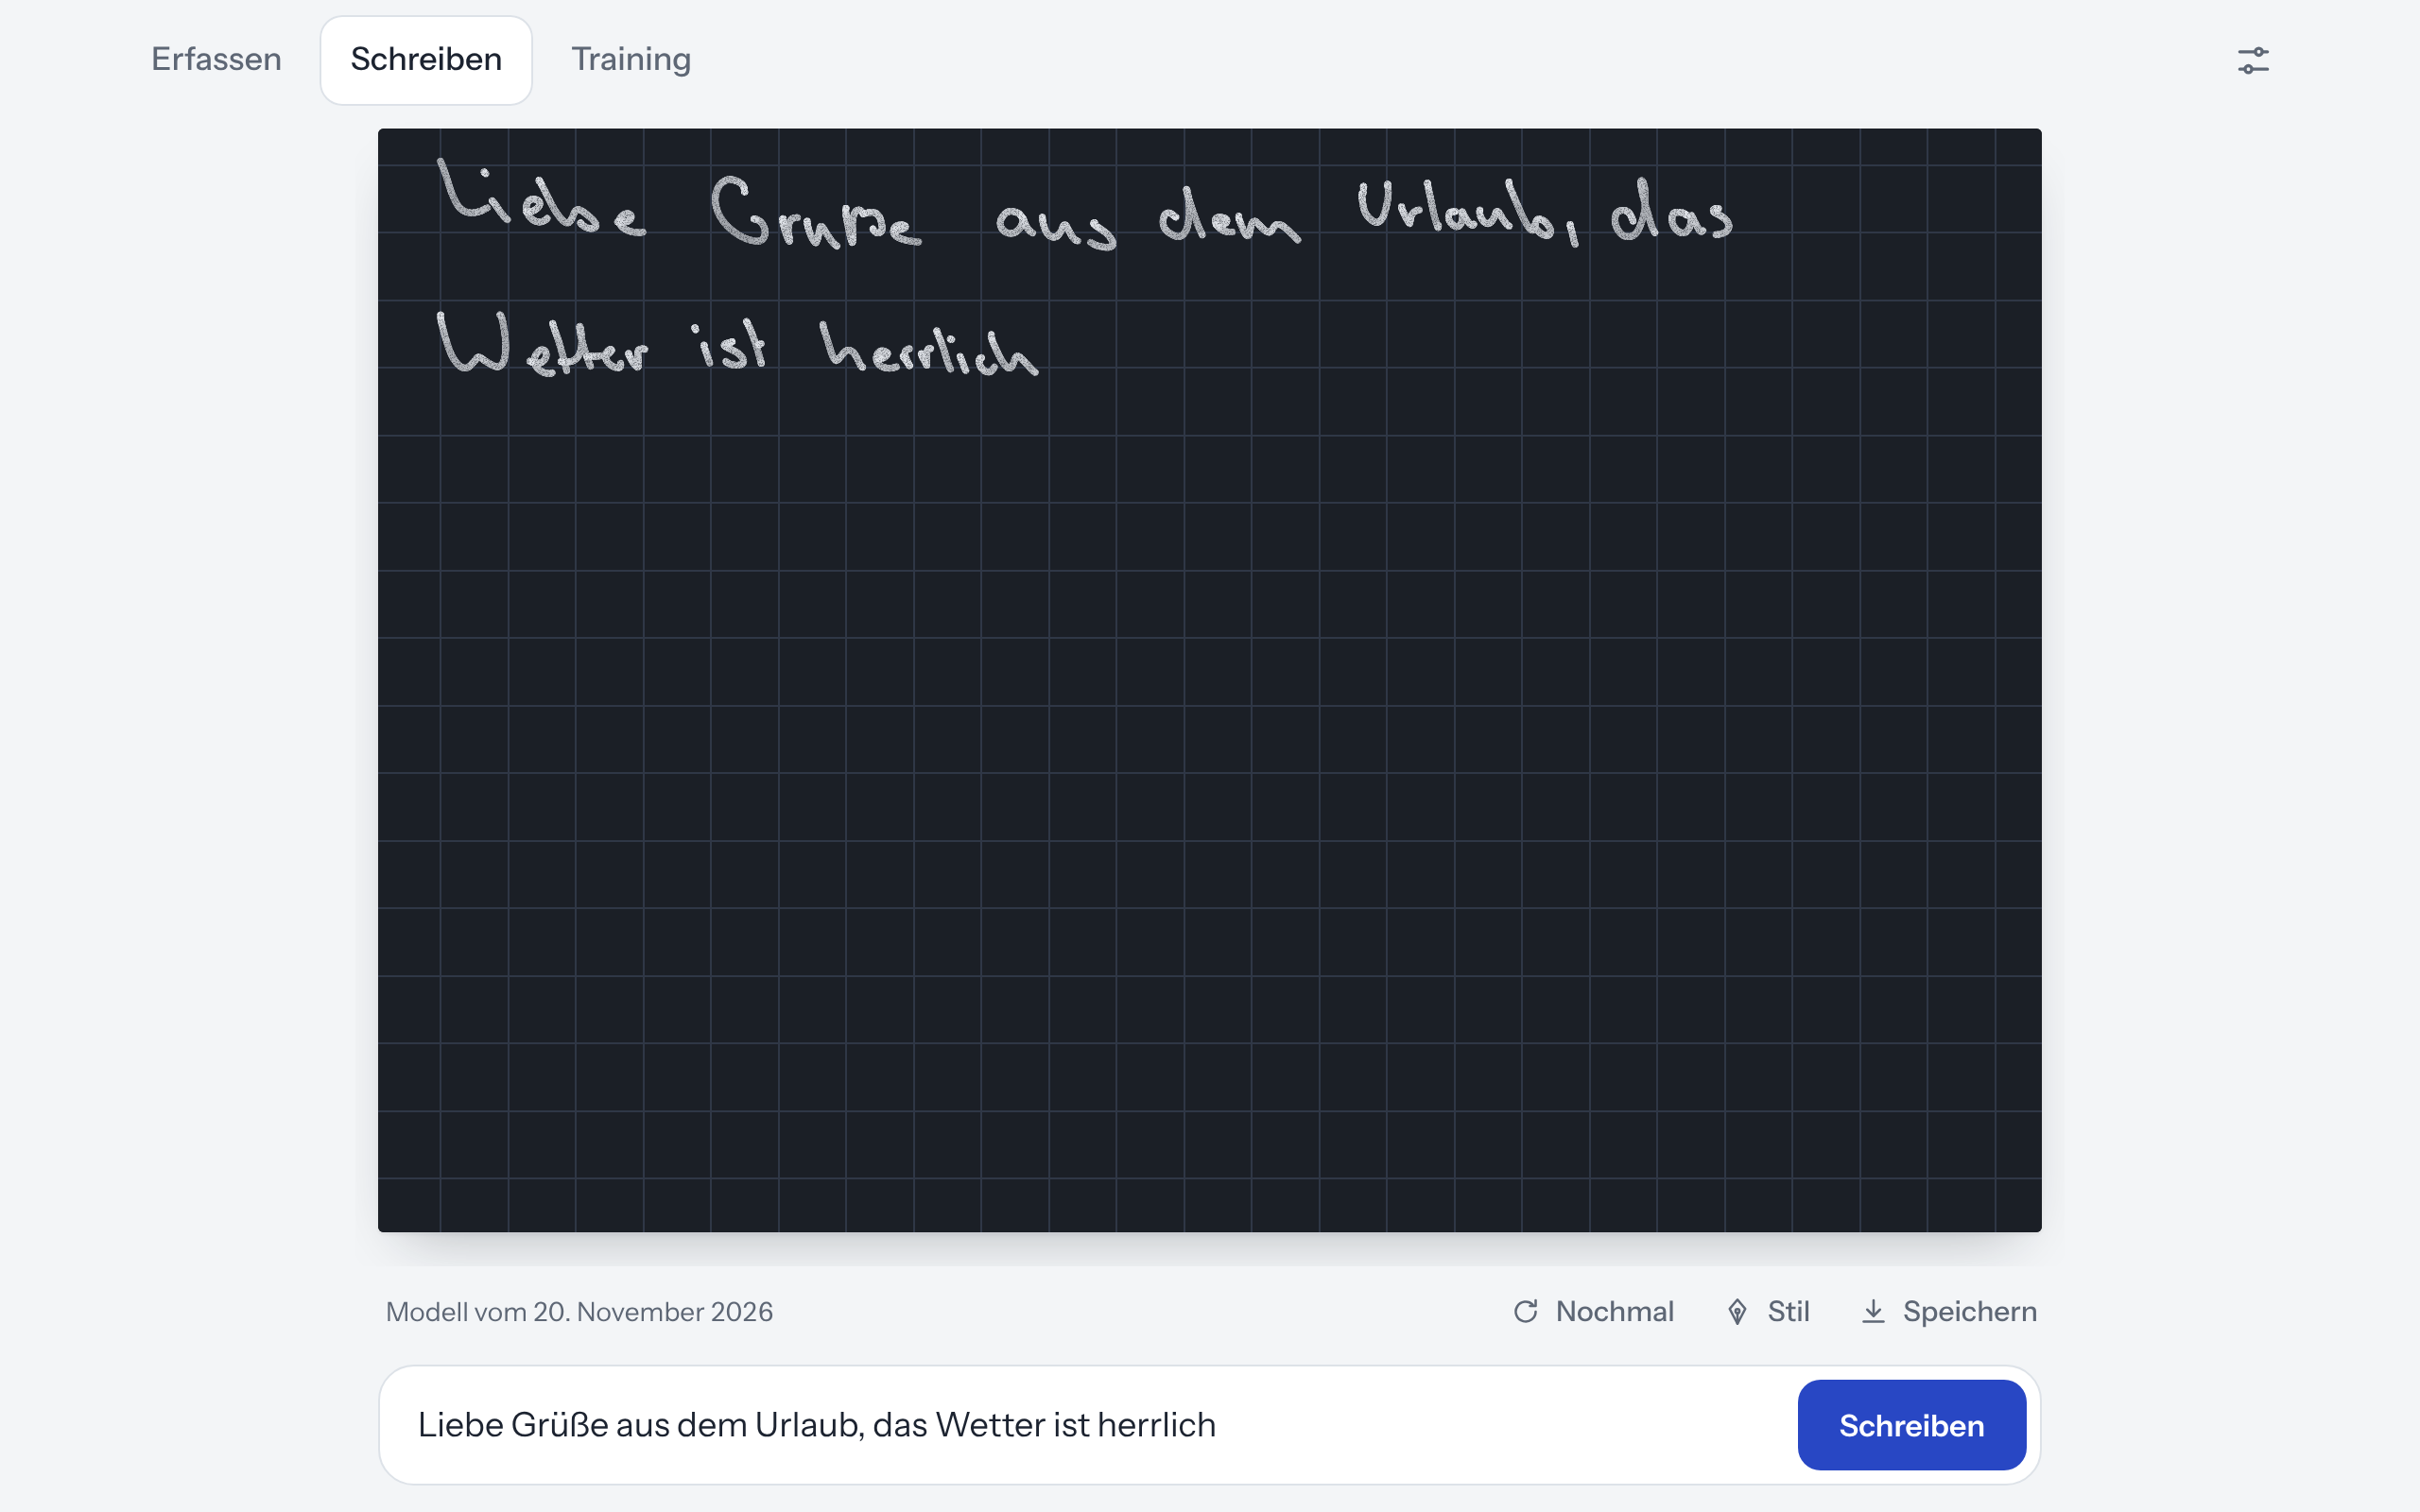 Erfassen Schreiben Training
Liebe Gruße aus dem Urlaub, das
Wetter ist herrlich
Modell vom 20. November 2026 Nochmal Stil Speichern
Liebe Grüße aus dem Urlaub, das Wetter ist herrlich Schreiben